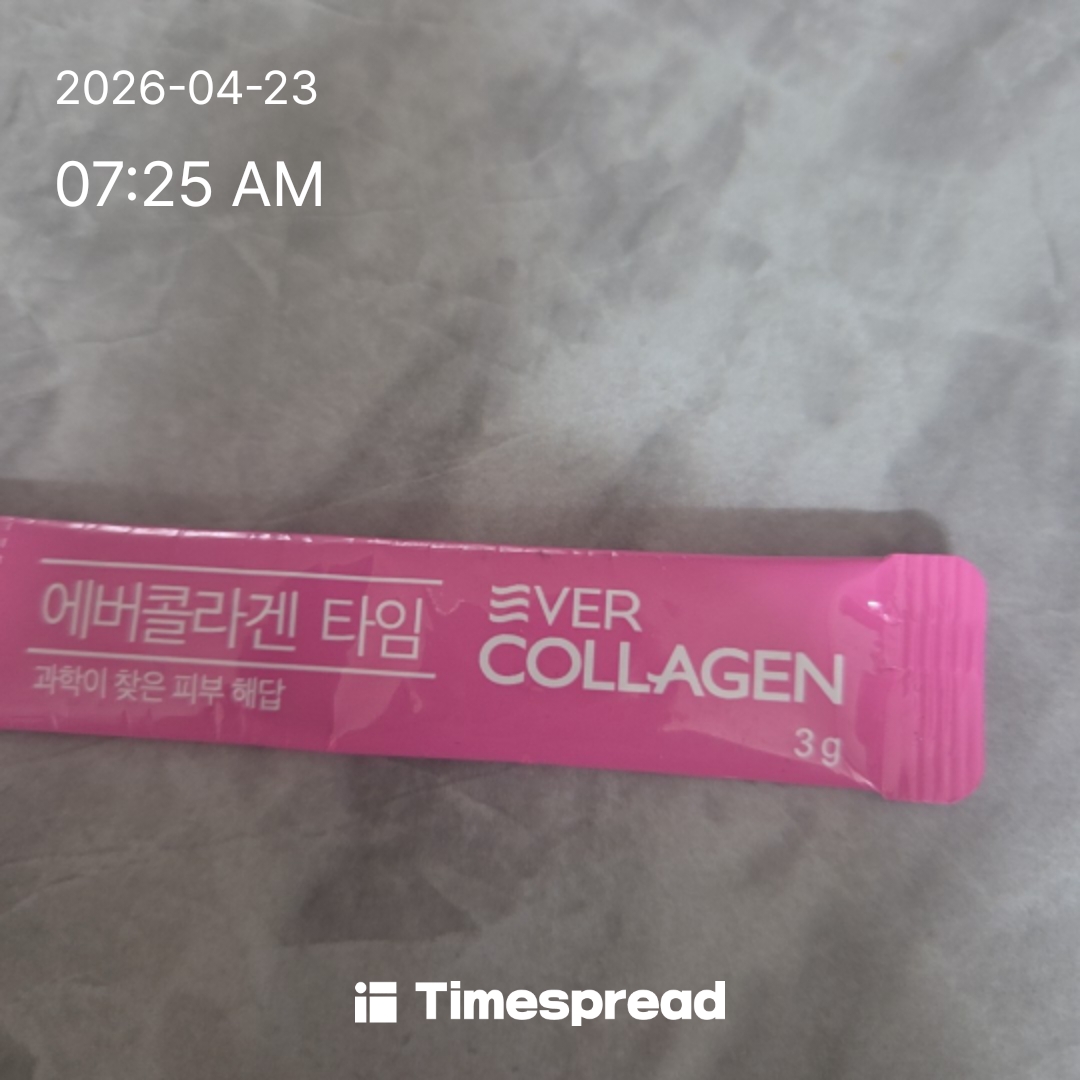 2026-04-23
07:25 AM
에버콜라겐 타임
과학이 찾은 피부 해답
EVER
COLLAGEN
3 g
Timespread